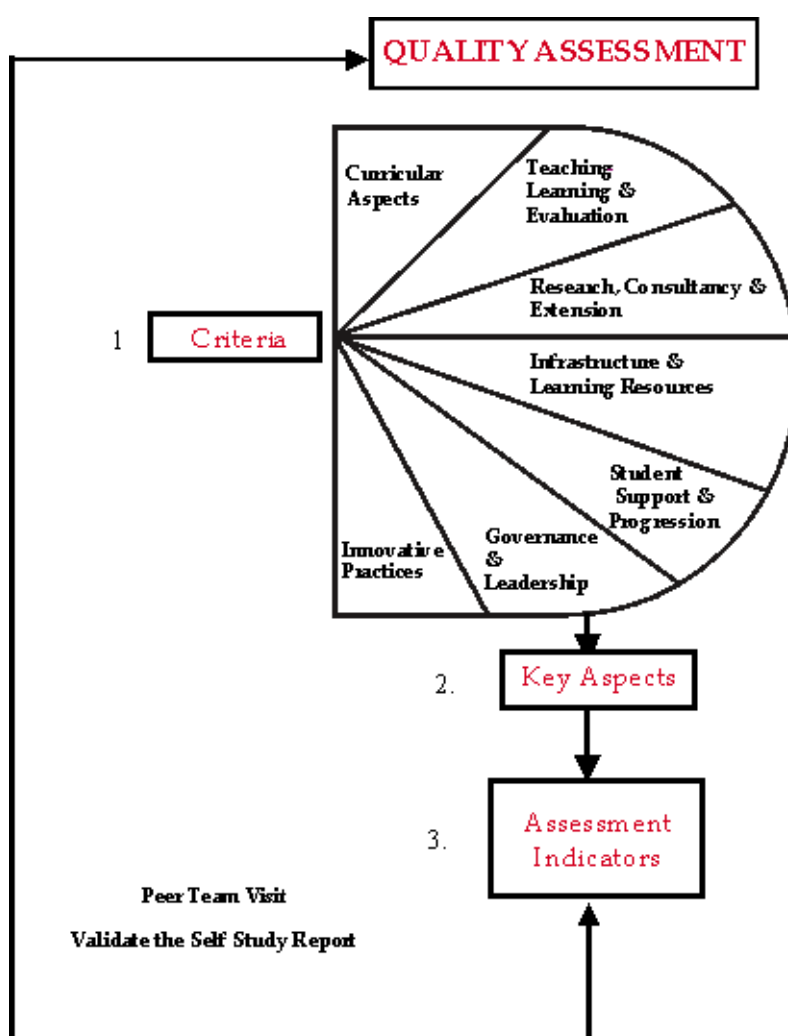 QUALITY ASSESSMENT
Curricular
Aspects
Teaching
Learning &
Evaluation
Research, Consultancy &
Extension
1
Criteria
Infrastructure &
Learning Resources
Student
Support &
Progression
Governance
&
Leadership
Innovative
Practices
2.
Key Aspects
3.
Assessment
Indicators
Peer Team Visit
Validate the Self Study Report